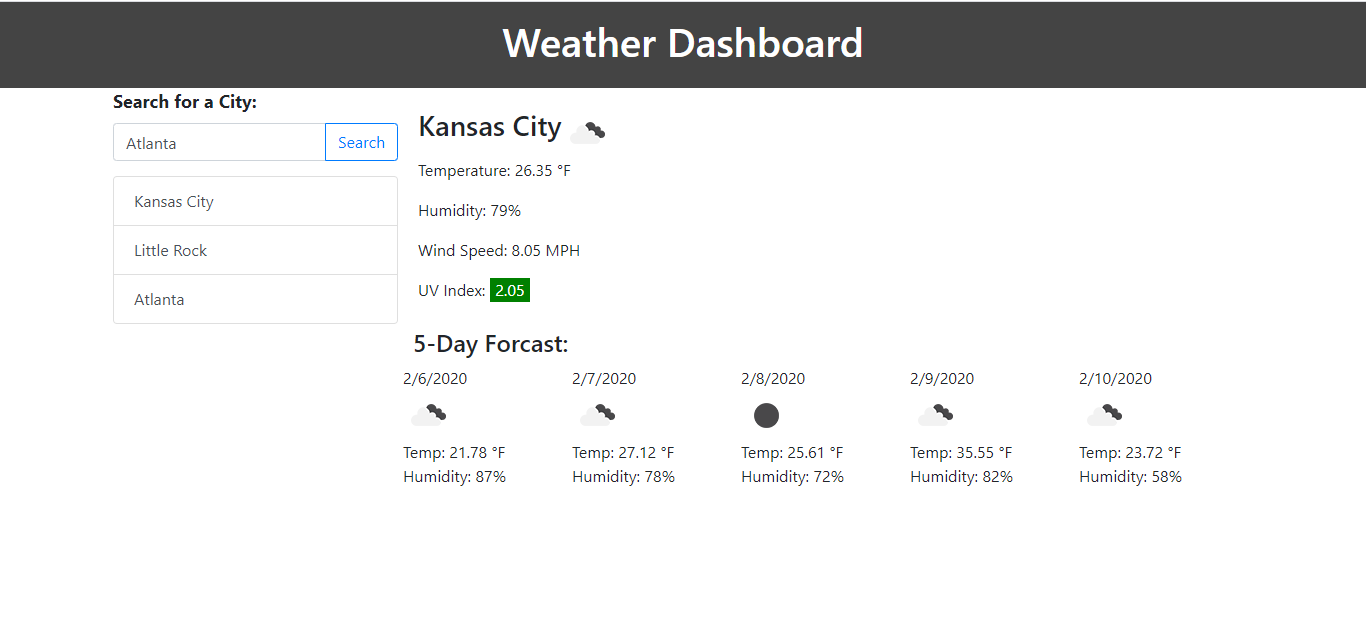 Weather Dashboard
Search for a City:
Atlanta
Search
Kansas City
Little Rock
Atlanta
Kansas City
Temperature: 26.35 °F
Humidity: 79%
Wind Speed: 8.05 MPH
UV Index: 2.05
5-Day Forcast:
2/6/2020
Temp: 21.78 °F
Humidity: 87%
2/7/2020
Temp: 27.12 °F
Humidity: 78%
2/8/2020
Temp: 25.61 °F
Humidity: 72%
2/9/2020
Temp: 35.55 °F
Humidity: 82%
2/10/2020
Temp: 23.72 °F
Humidity: 58%